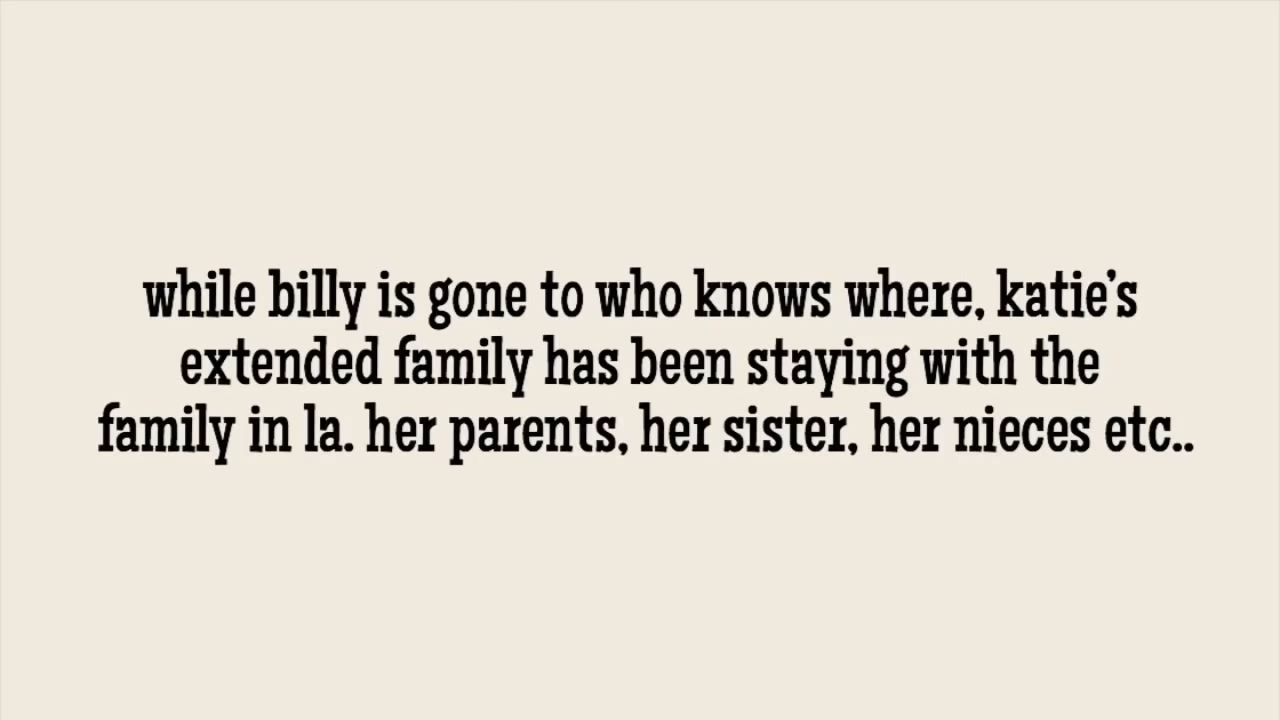 while billy is gone to who knows where, katie’s
extended family has been staying with the
family in la. her parents, her sister, her nieces etc..